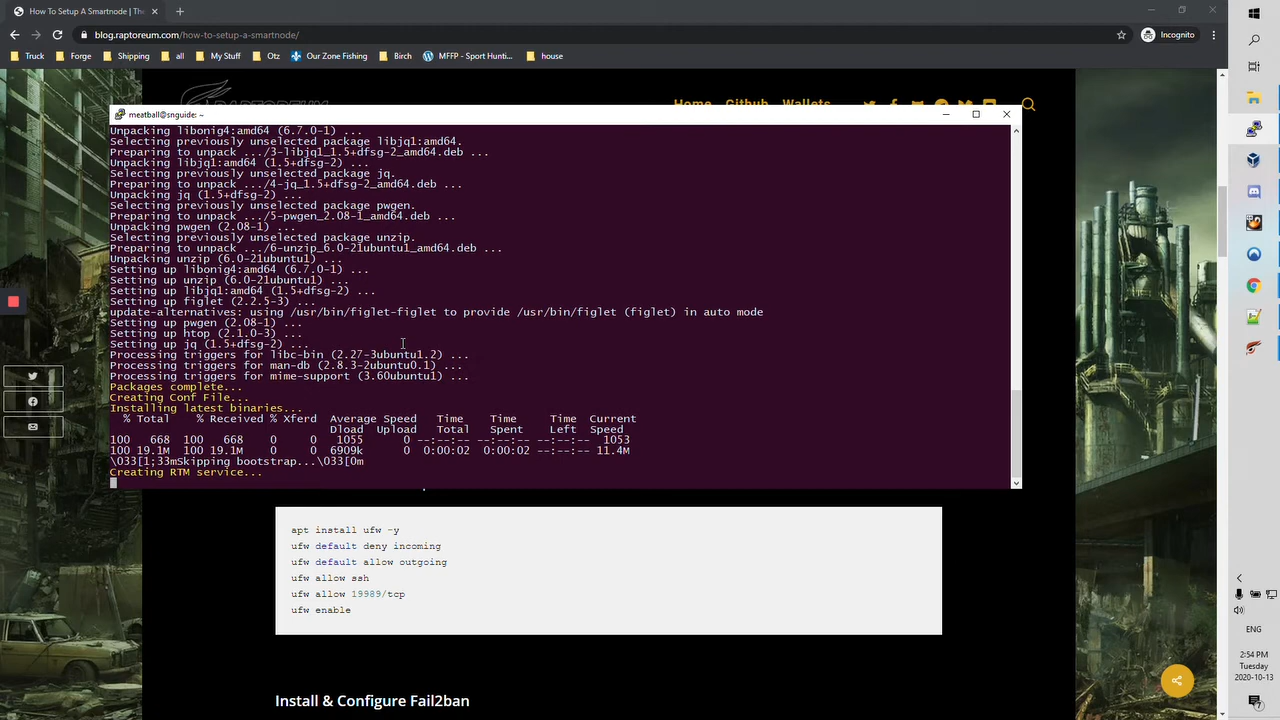 How To Setup A Smartnode | The
blog.raptoreum.com/how-to-setup-a-smartnode/
Incognito
Truck
Forge
Shipping
all
My Stuff
Otz
Our Zone Fishing
Birch
MFFP - Sport Hunti...
house
Home
Github
Wallets
meatball@snguide: ~
Unpacking libonig4:amd64 (6.7.0-1) ...
Selecting previously unselected package libjq1:amd64.
Preparing to unpack .../3-libjq1_1.5+dfsg-2_amd64.deb ...
Unpacking libjq1:amd64 (1.5+dfsg-2) ...
Selecting previously unselected package jq.
Preparing to unpack .../4-jq_1.5+dfsg-2_amd64.deb ...
Unpacking jq (1.5+dfsg-2) ...
Selecting previously unselected package pwgen.
Preparing to unpack .../5-pwgen_2.08-1_amd64.deb ...
Unpacking pwgen (2.08-1) ...
Selecting previously unselected package unzip.
Preparing to unpack .../6-unzip_6.0-21ubuntu1_amd64.deb ...
Unpacking unzip (6.0-21ubuntu1) ...
Setting up libonig4:amd64 (6.7.0-1) ...
Setting up unzip (6.0-21ubuntu1) ...
Setting up libjq1:amd64 (1.5+dfsg-2) ...
Setting up figlet (2.2.5-3) ...
update-alternatives: using /usr/bin/figlet-figlet to provide /usr/bin/figlet (figlet) in auto mode
Setting up pwgen (2.08-1) ...
Setting up htop (2.1.0-3) ...
Setting up jq (1.5+dfsg-2) ...
Processing triggers for libc-bin (2.27-3ubuntu1.2) ...
Processing triggers for man-db (2.8.3-2ubuntu0.1) ...
Processing triggers for mime-support (3.60ubuntu1) ...
Packages complete...
Creating Conf File...
Installing latest binaries...
% Total % Received % Xferd Average Speed Time Time Time Current
Dload Upload Total Spent Left Speed
100 668 100 668 0 0 1055 0 --:--:-- --:--:-- --:--:-- 1053
100 19.1M 100 19.1M 0 0 6909k 0 0:00:02 0:00:02 --:--:-- 11.4M
\033[1;33mSkipping bootstrap...\033[0m
Creating RTM service...
apt install ufw -y
ufw default deny incoming
ufw default allow outgoing
ufw allow ssh
ufw allow 19989/tcp
ufw enable
Install & Configure Fail2ban
ENG
2:54 PM
Tuesday
2020-10-13
7